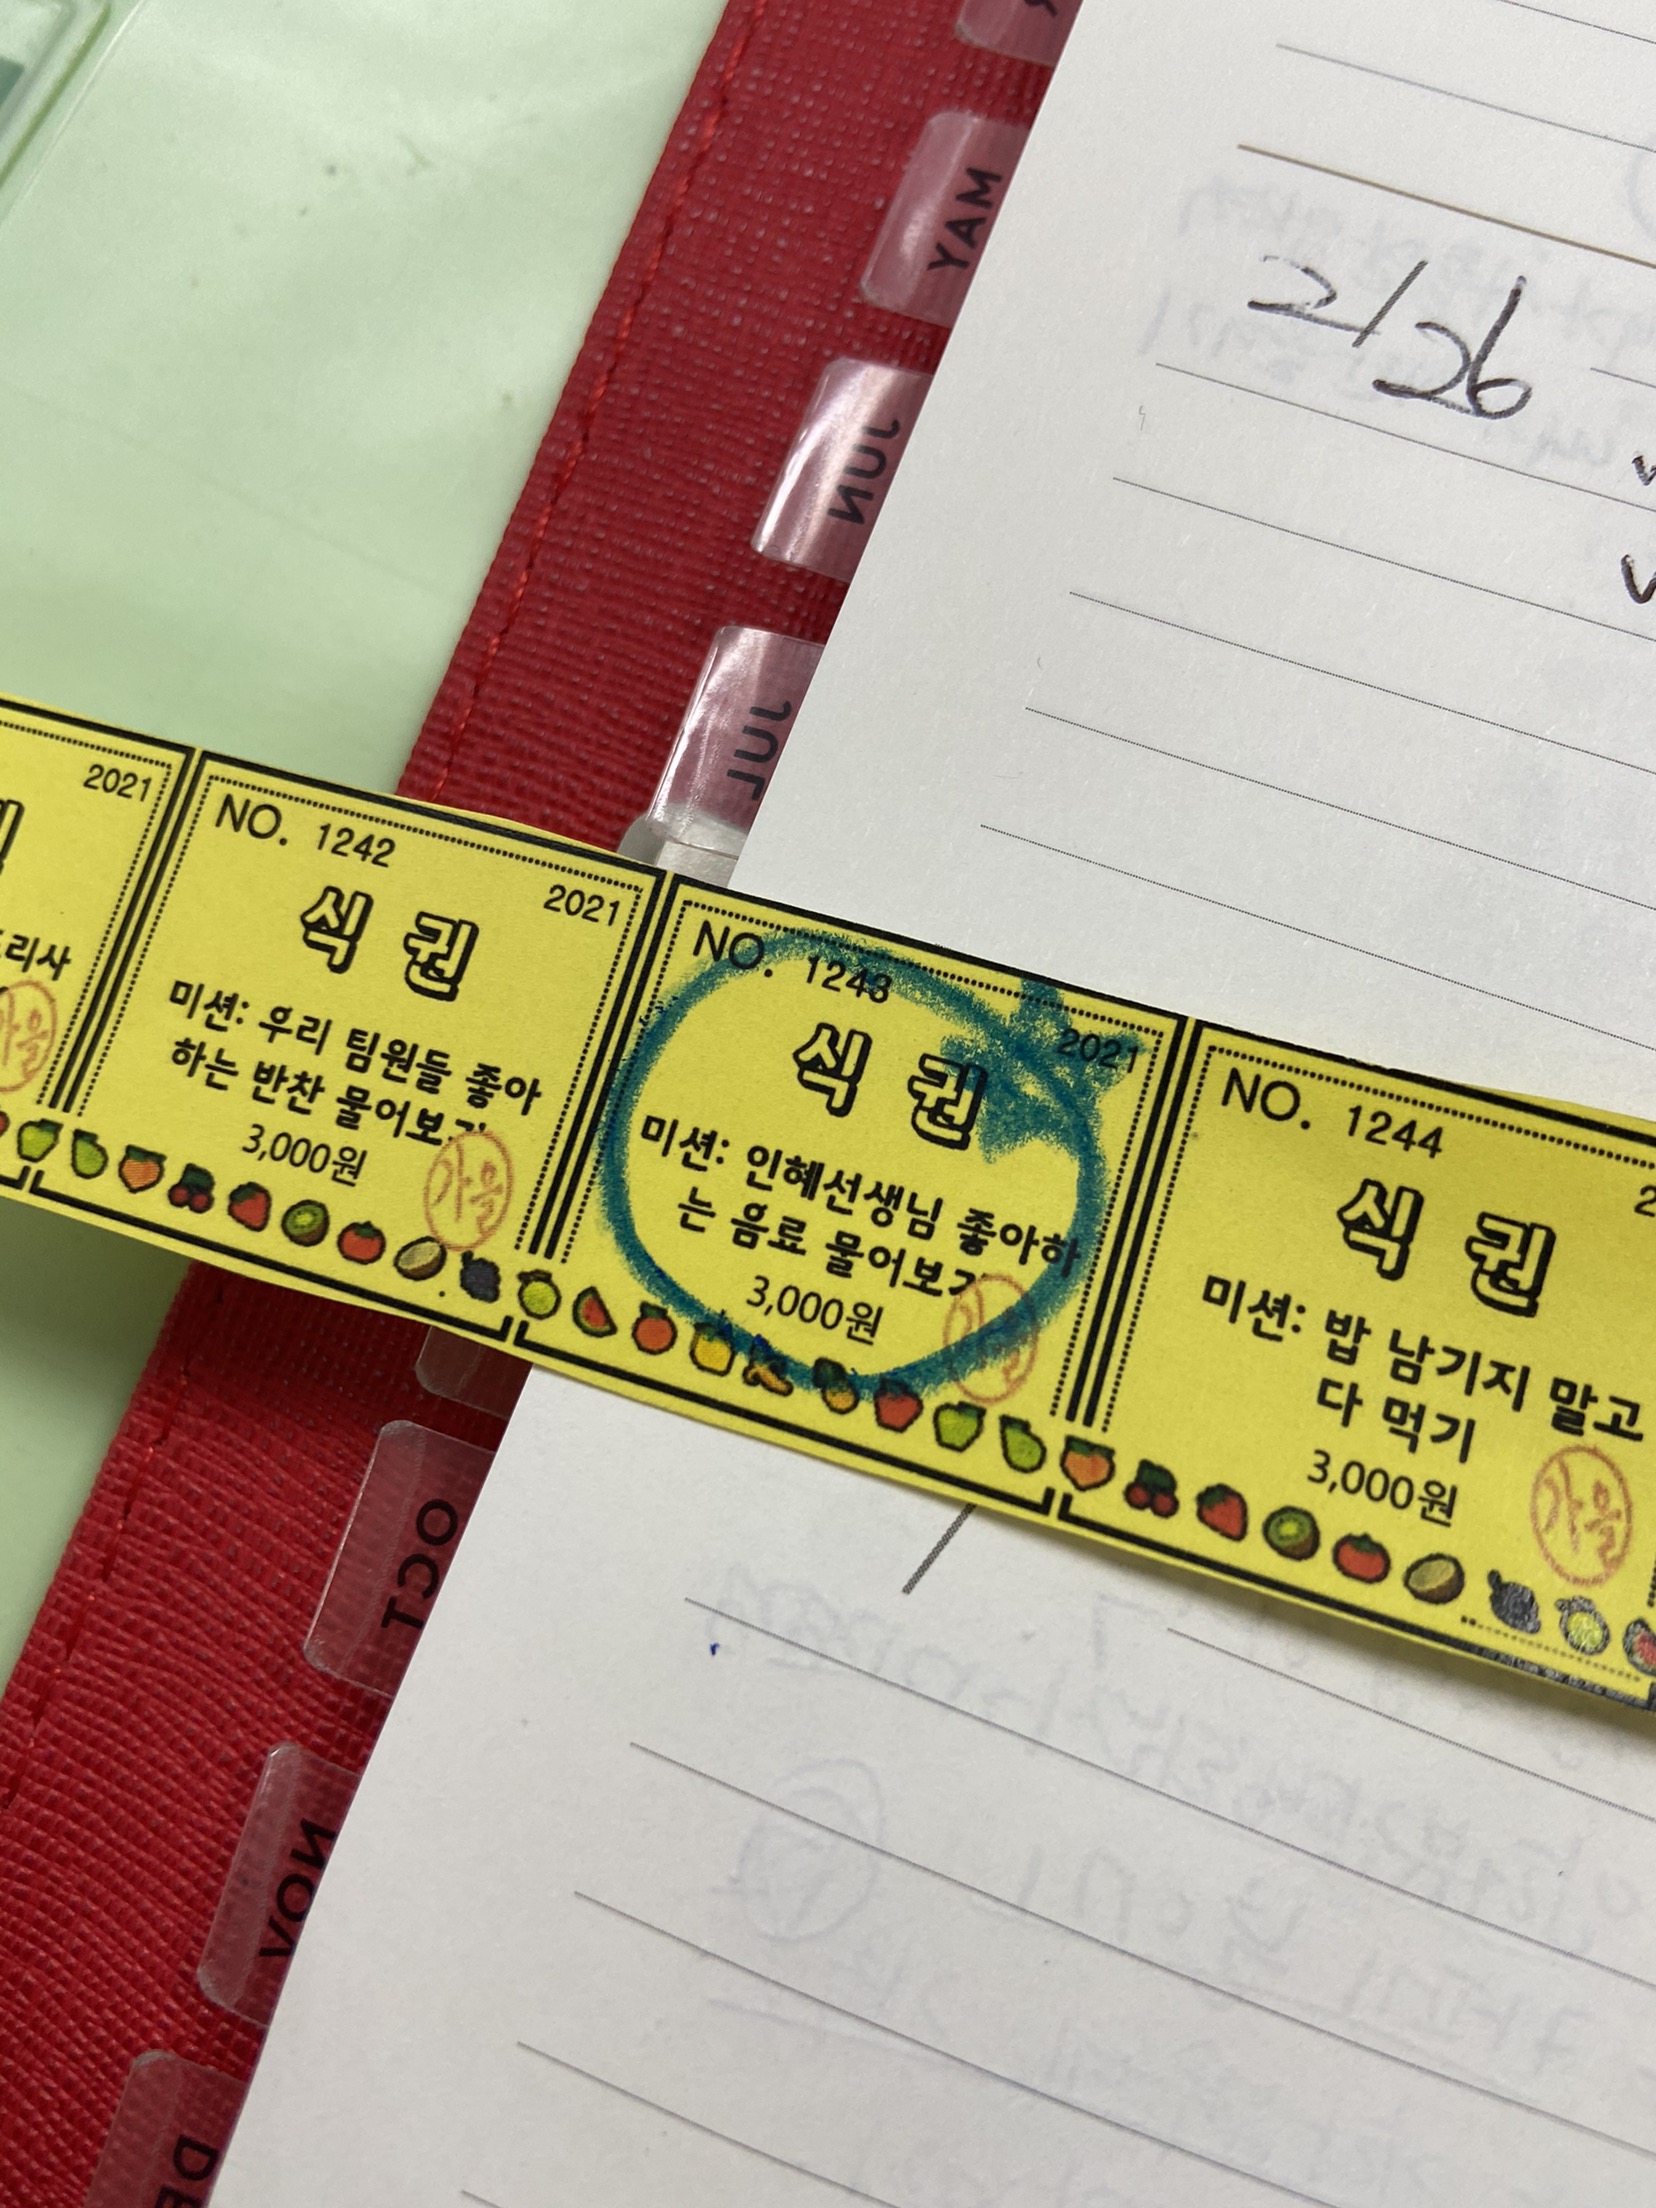 MAY
2/26
JUN
JUL
2021
리사
가을
NO. 1242
2021
식 권
미션: 우리 팀원들 좋아
하는 반찬 물어보기
3,000원
가을
NO. 1243
2021
식 권
미션: 인혜선생님 좋아하
는 음료 물어보기
3,000원
NO. 1244
식 권
미션: 밥 남기지 말고
다 먹기
3,000원
가을
OCT
NOV